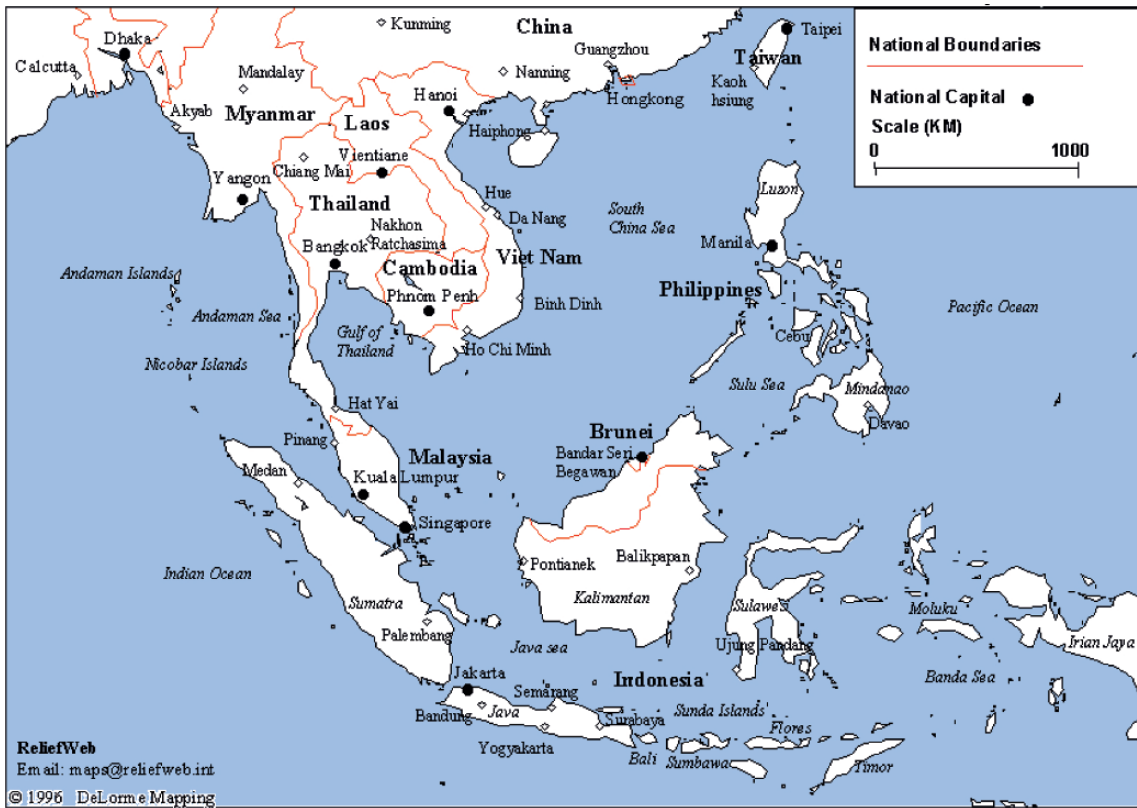 Dhaka
Calcutta
Kunming
China
Guangzhou
Taipei
Taiwan
Kaoh
hsiung
National Boundaries
National Capital
Scale (KM)
0
1000
Mandalay
Nanning
Hongkong
Akyab
Myanmar
Hanoi
Laos
Haiphong
Vientiane
Chiang Mai
Yangon
Thailand
Hue
Da Nang
South
China Sea
Luzon
Nakhon
Ratchasima
Bangkok
Viet Nam
Manila
Cambodia
Andaman Islands
Phnom Penh
Binh Dinh
Philippines
Pacific Ocean
Andaman Sea
Gulf of
Thailand
Ho Chi Minh
Cebu
Nicobar Islands
Sulu Sea
Mindanao
Davao
Hat Yai
Pinang
Brunei
Bandar Seri
Begawan
Malaysia
Medan
Kuala Lumpur
Singapore
Indian Ocean
Pontianek
Balikpapan
Kalimantan
Sumatra
Palembang
Sulawesi
Moluku
Irian Jaya
Java sea
Ujung Pandang
Banda Sea
Jakarta
Indonesia
Semarang
Bandung
Java
Surabaya
Sunda Islands
Yogyakarta
Bali
Sumbawa
Flores
Timor
ReliefWeb
Email: maps@reliefweb.int
© 1996 DeLorme Mapping